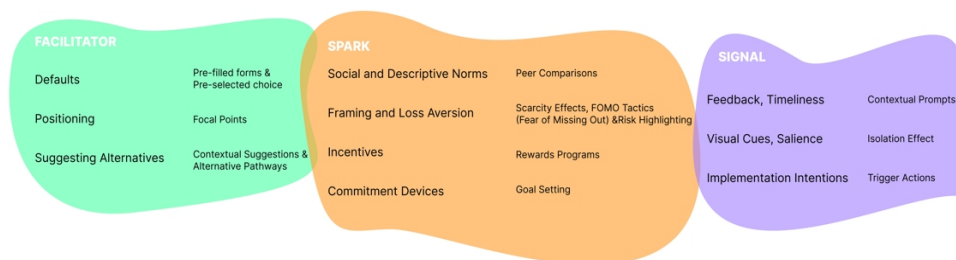 FACILITATOR
Defaults
Pre-filled forms &
Pre-selected choice
Positioning
Focal Points
Suggesting Alternatives
Contextual Suggestions &
Alternative Pathways
SPARK
Social and Descriptive Norms
Peer Comparisons
Framing and Loss Aversion
Scarcity Effects, FOMO Tactics
(Fear of Missing Out) &Risk Highlighting
Incentives
Rewards Programs
Commitment Devices
Goal Setting
SIGNAL
Feedback, Timeliness
Contextual Prompts
Visual Cues, Salience
Isolation Effect
Implementation Intentions
Trigger Actions